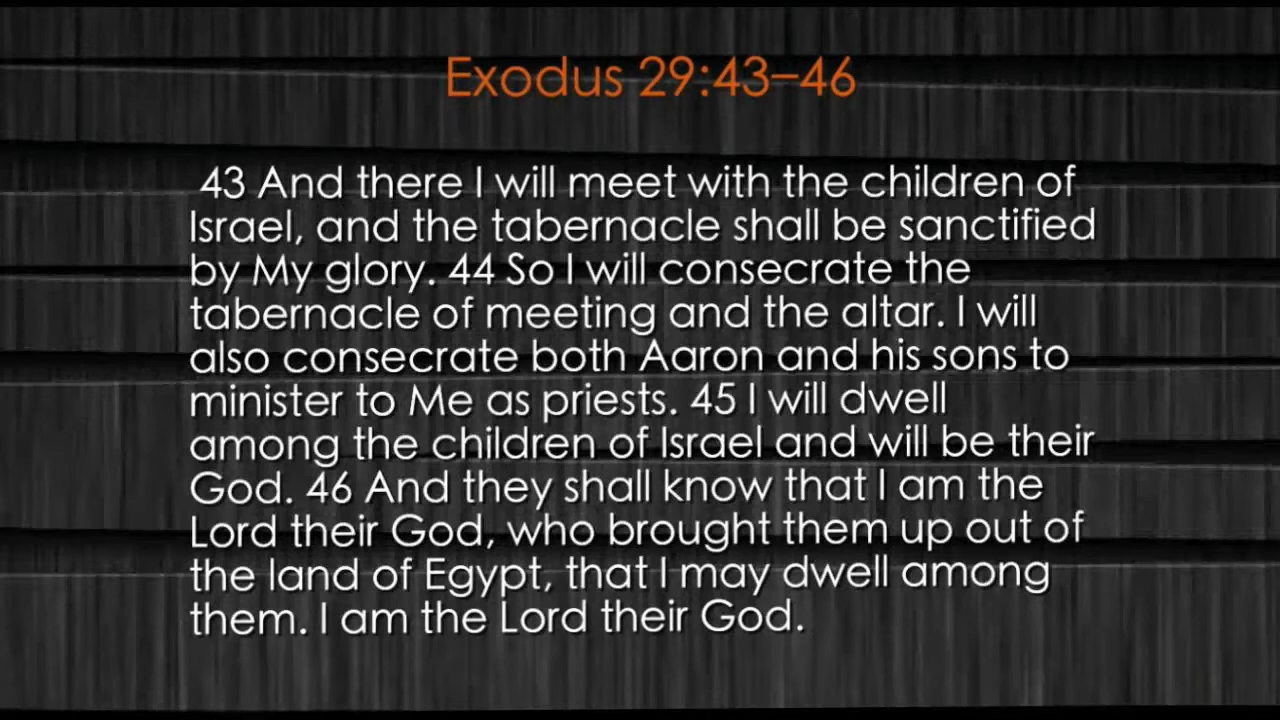 Exodus 29:43–46
43 And there I will meet with the children of
Israel, and the tabernacle shall be sanctified
by My glory. 44 So I will consecrate the
tabernacle of meeting and the altar. I will
also consecrate both Aaron and his sons to
minister to Me as priests. 45 I will dwell
among the children of Israel and will be their
God. 46 And they shall know that I am the
Lord their God, who brought them up out of
the land of Egypt, that I may dwell among
them. I am the Lord their God.